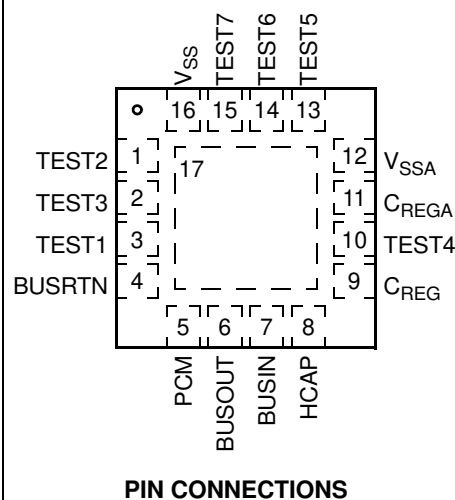 VSS
TEST7
TEST6
TEST5
16 15 14 13
TEST2 1
TEST3 2
TEST1 3
BUSRTN 4
17
12 VSSA
11 CREGA
10 TEST4
9 CREG
5 6 7 8
PCM
BUSOUT
BUSIN
HCAP
PIN CONNECTIONS